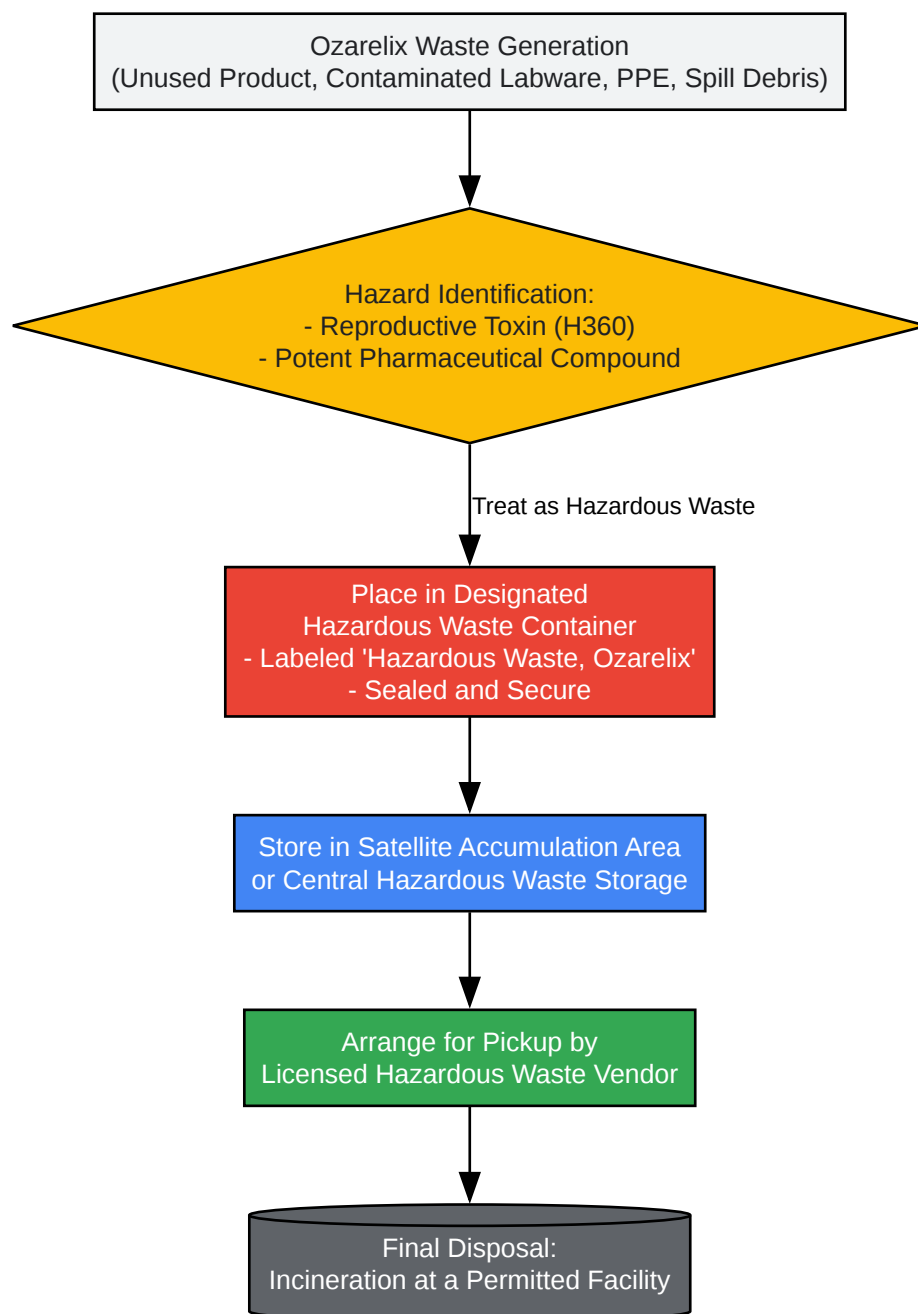 Ozarelix Waste Generation
(Unused Product, Contaminated Labware, PPE, Spill Debris)
Hazard Identification:
- Reproductive Toxin (H360)
- Potent Pharmaceutical Compound
Treat as Hazardous Waste
Place in Designated
Hazardous Waste Container
- Labeled 'Hazardous Waste, Ozarelix'
- Sealed and Secure
Store in Satellite Accumulation Area
or Central Hazardous Waste Storage
Arrange for Pickup by
Licensed Hazardous Waste Vendor
Final Disposal:
Incineration at a Permitted Facility